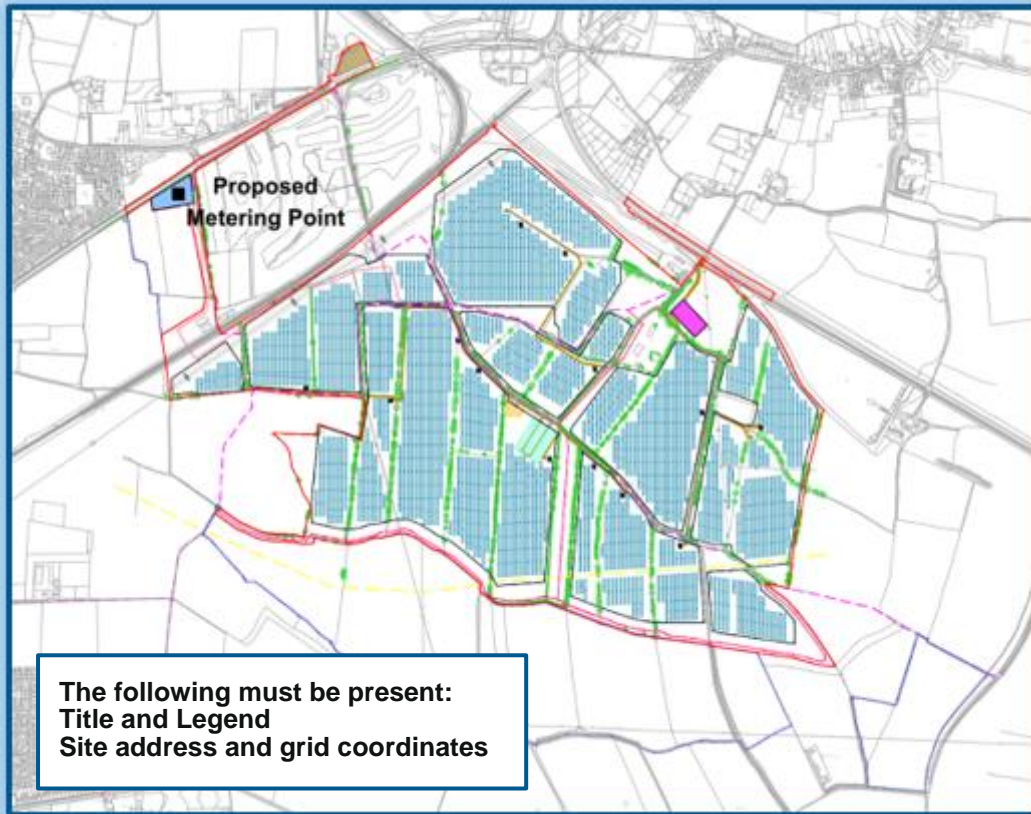 Proposed
Metering Point
The following must be present:
Title and Legend
Site address and grid coordinates